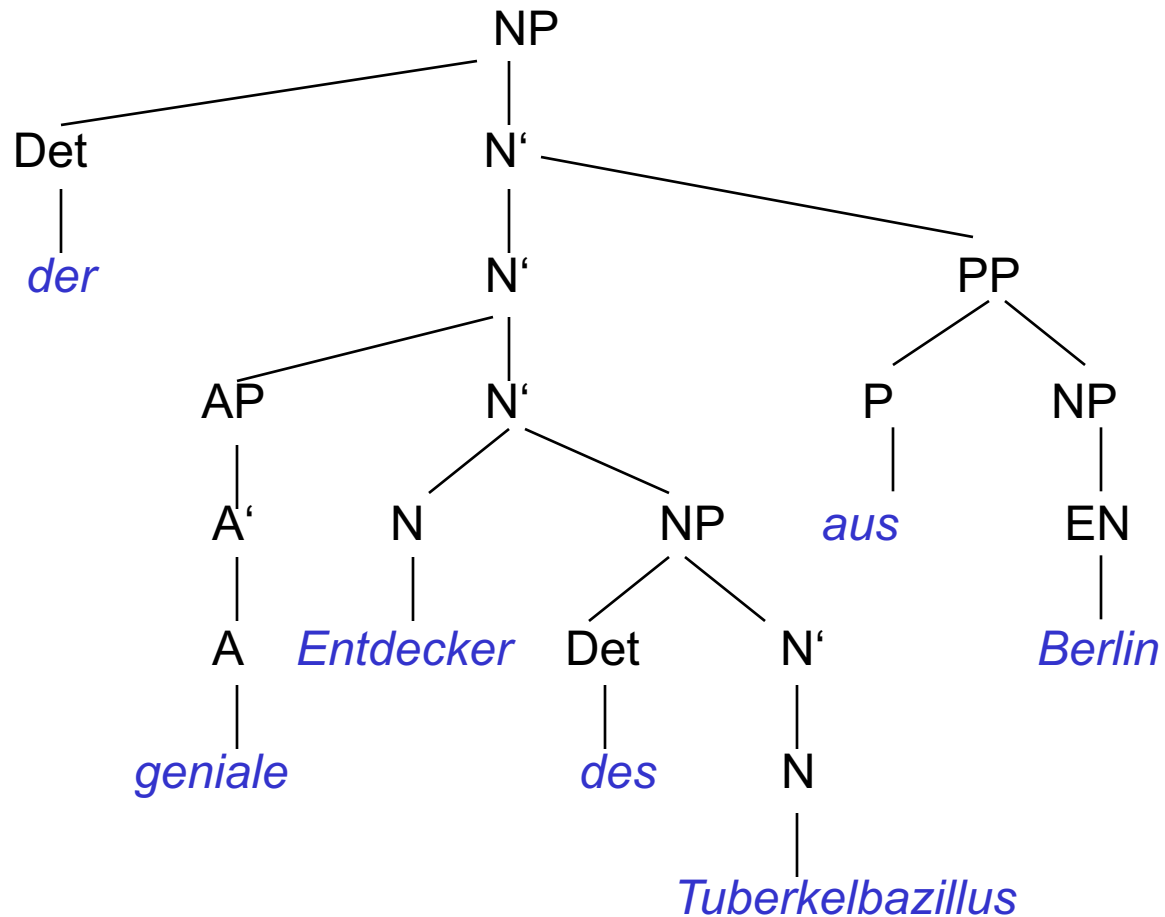 NP
Det N‘
der N‘ PP
AP N‘ P NP
A‘ N NP aus EN
A Entdecker Det N‘ Berlin
geniale des N
Tuberkelbazillus